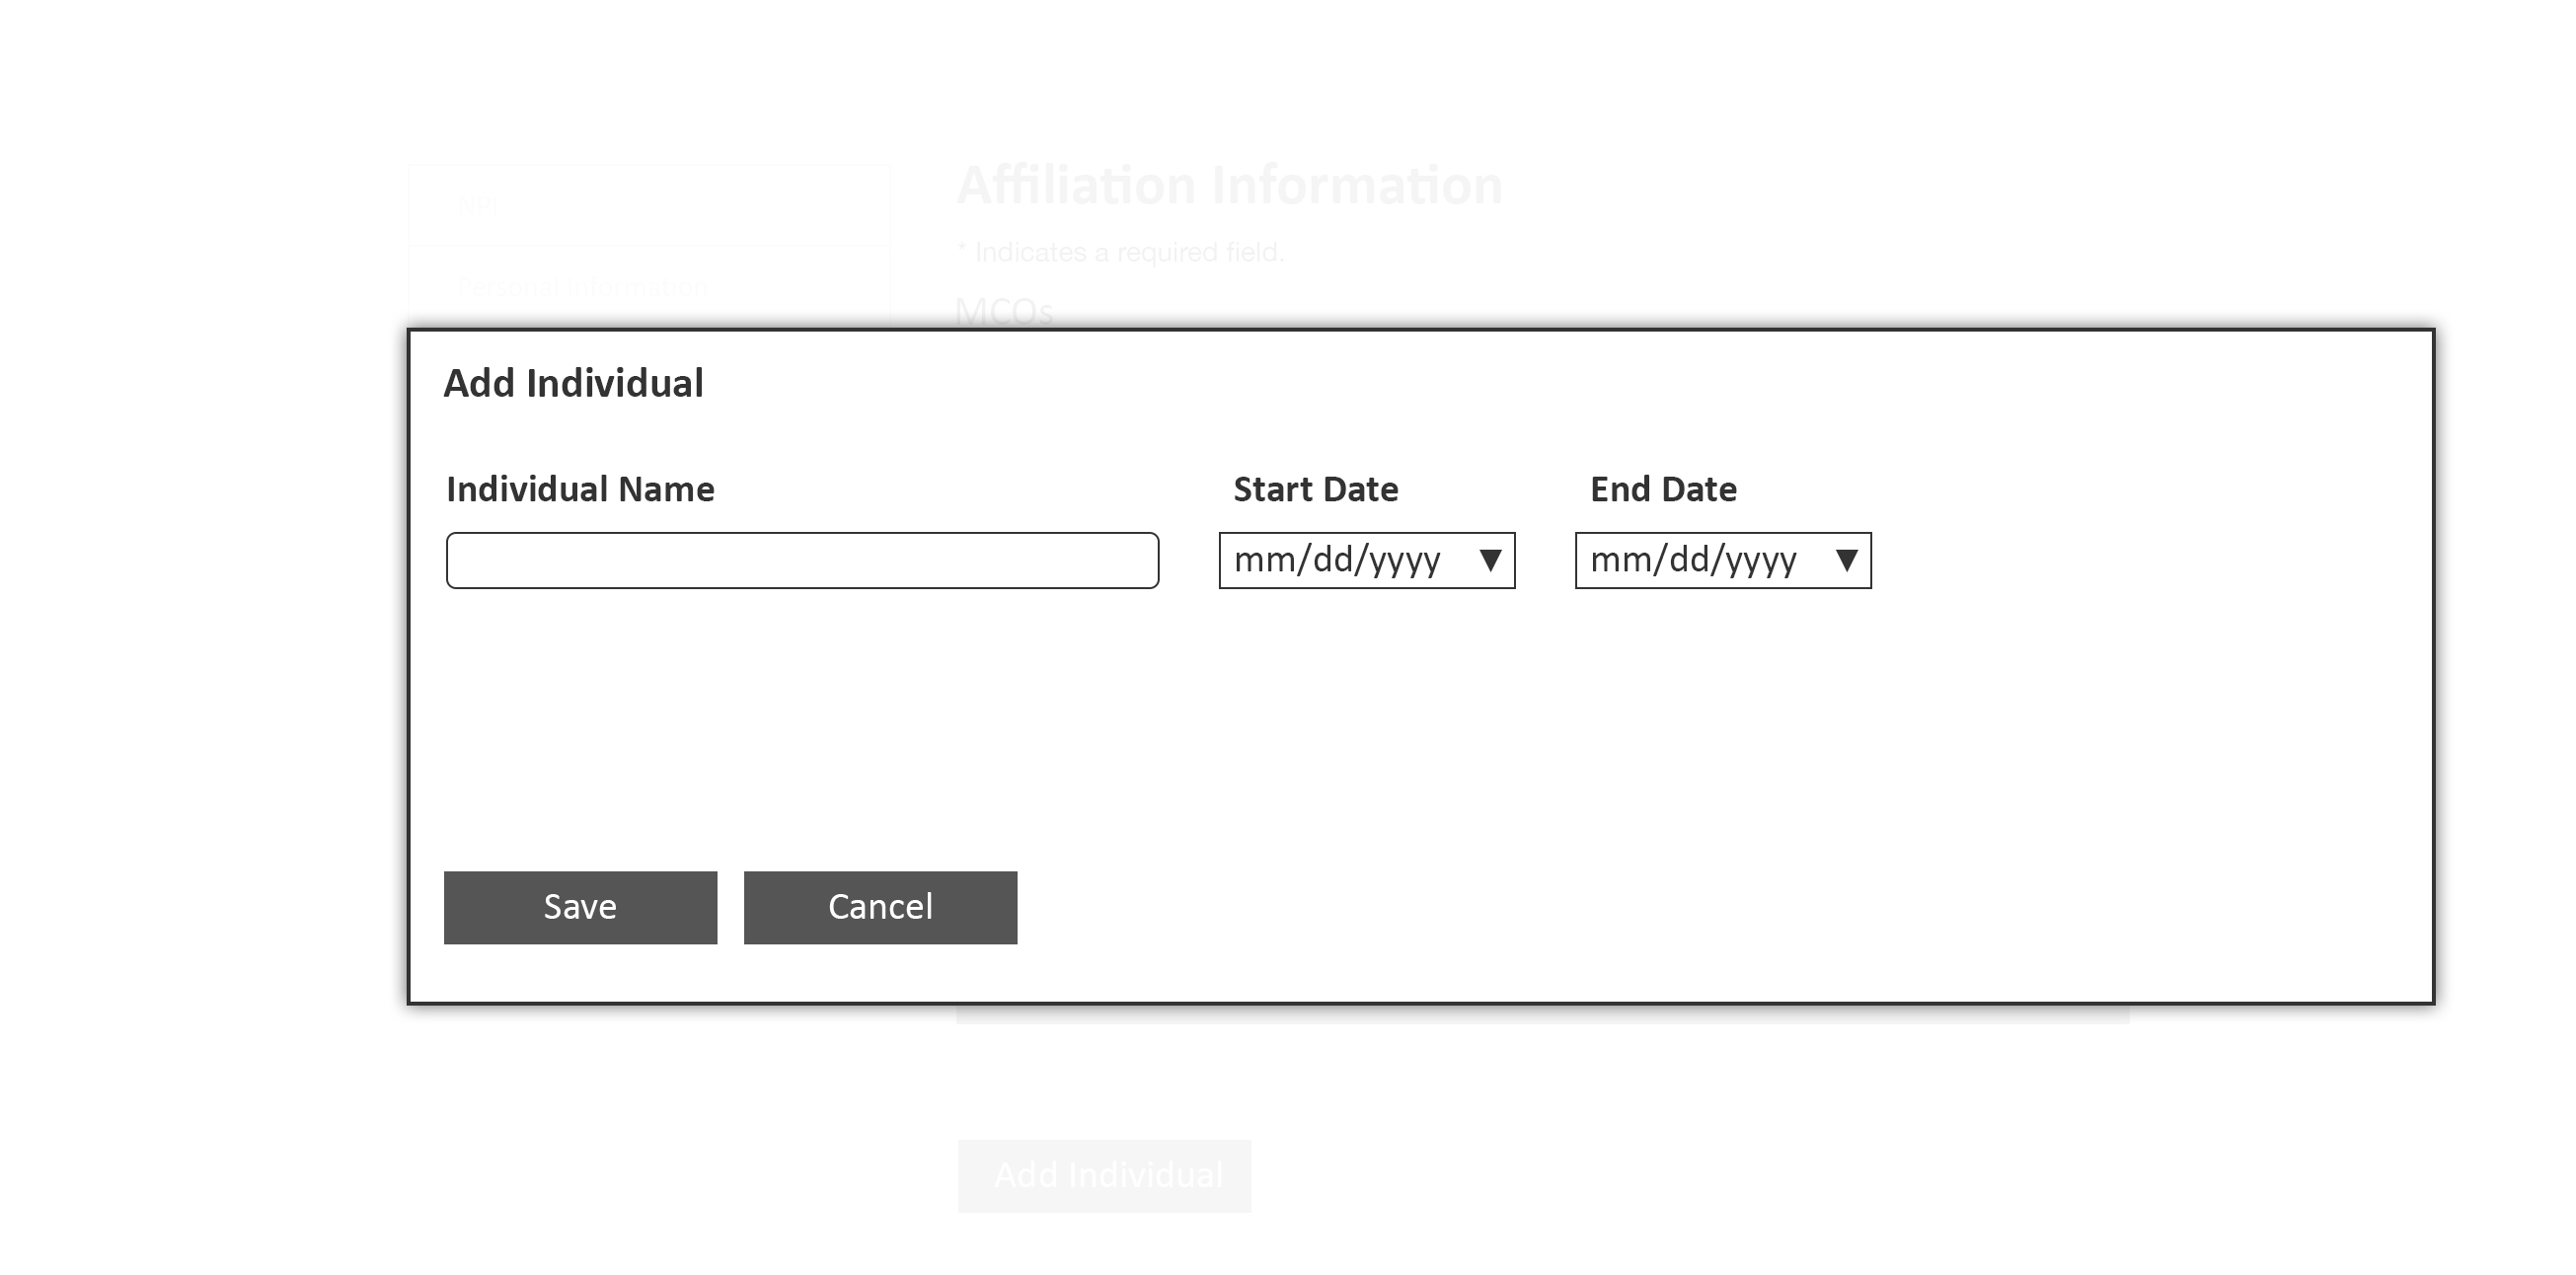 NPI
Personal Information
Affiliation Information
* Indicates a required field.
MCOs
Add Individual
Individual Name
Start Date
End Date
mm/dd/yyyy ▼
mm/dd/yyyy ▼
Save
Cancel
Add Individual